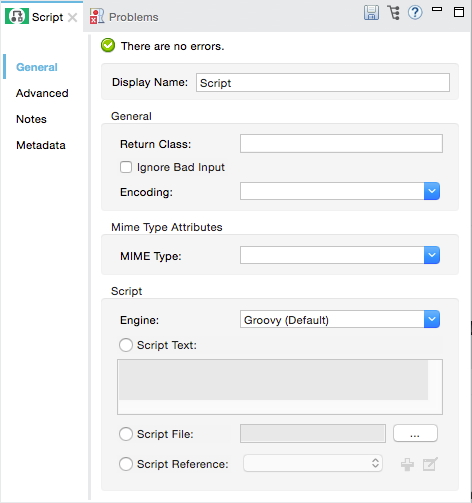 Script Problems
There are no errors.
General
Advanced
Notes
Metadata
Display Name: Script
General
Return Class:
Ignore Bad Input
Encoding:
Mime Type Attributes
MIME Type:
Script
Engine: Groovy (Default)
Script Text:
Script File: ...
Script Reference: